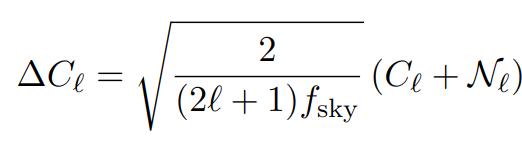 ΔC_ℓ = √(2 / ((2ℓ + 1) f_sky)) (C_ℓ + 𝒩_ℓ)